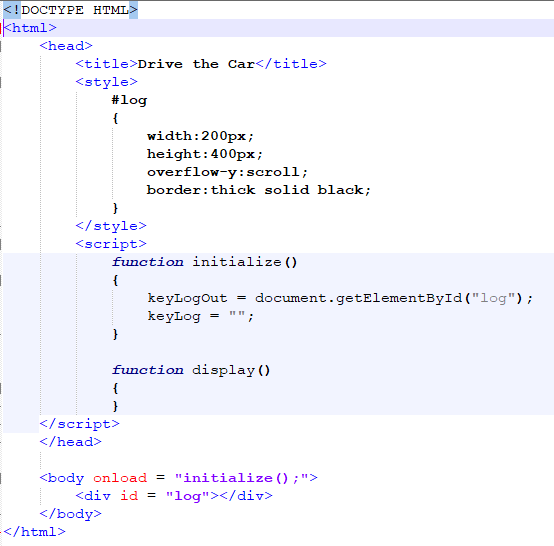 <!DOCTYPE HTML>
<html>
<head>
<title>Drive the Car</title>
<style>
#log
{
width:200px;
height:400px;
overflow-y:scroll;
border:thick solid black;
}
</style>
<script>
function initialize()
{
keyLogOut = document.getElementById("log");
keyLog = "";
}
function display()
{
}
</script>
</head>
<body onload = "initialize();">
<div id = "log"></div>
</body>
</html>